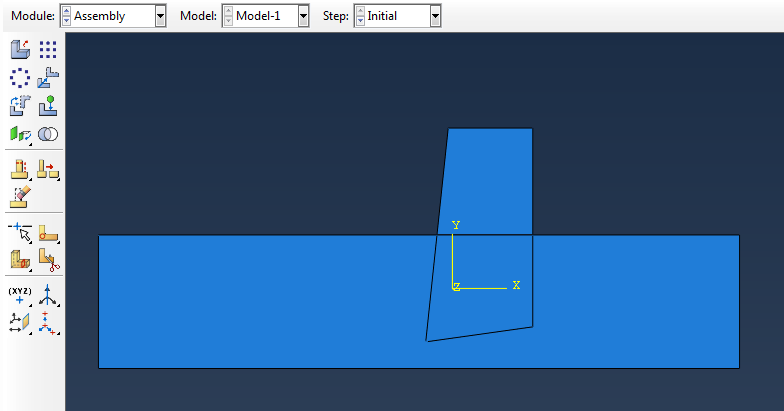 Module: Assembly Model: Model-1 Step: Initial
(XYZ)
Y
Z X